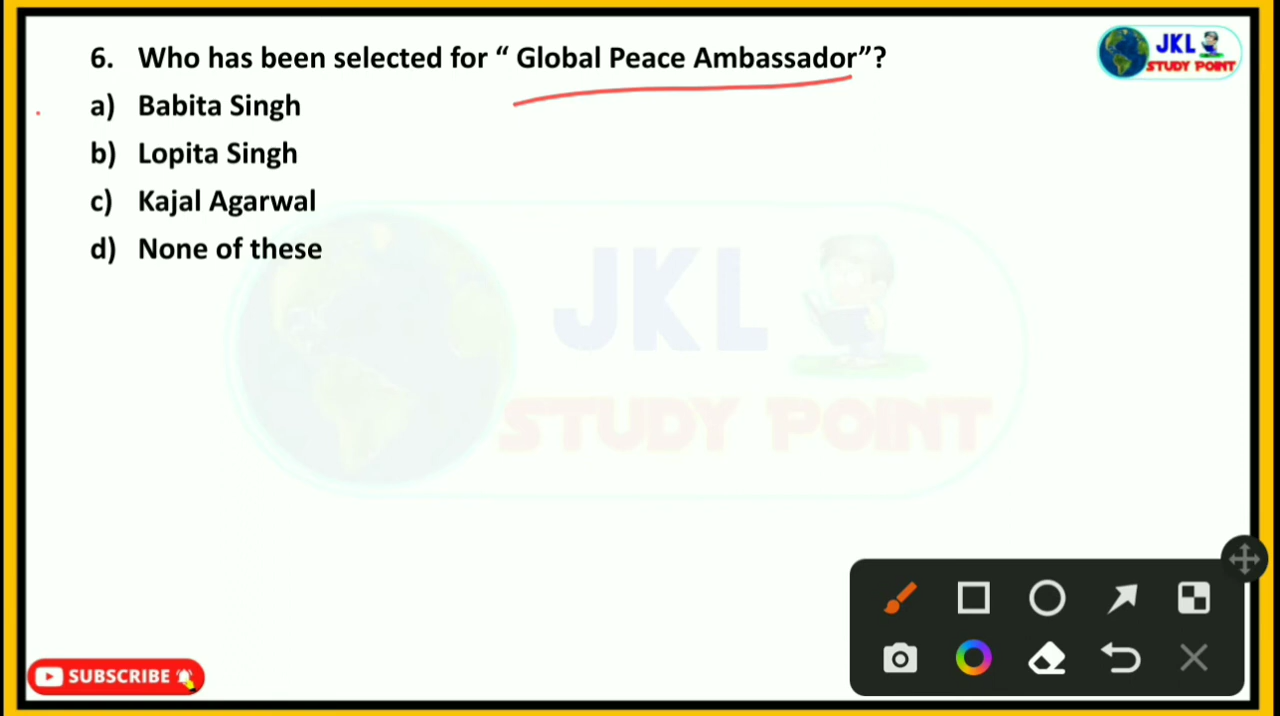 6. Who has been selected for “ Global Peace Ambassador”?
a) Babita Singh
b) Lopita Singh
c) Kajal Agarwal
d) None of these
JKL
STUDY POINT
JKL
STUDY POINT
SUBSCRIBE